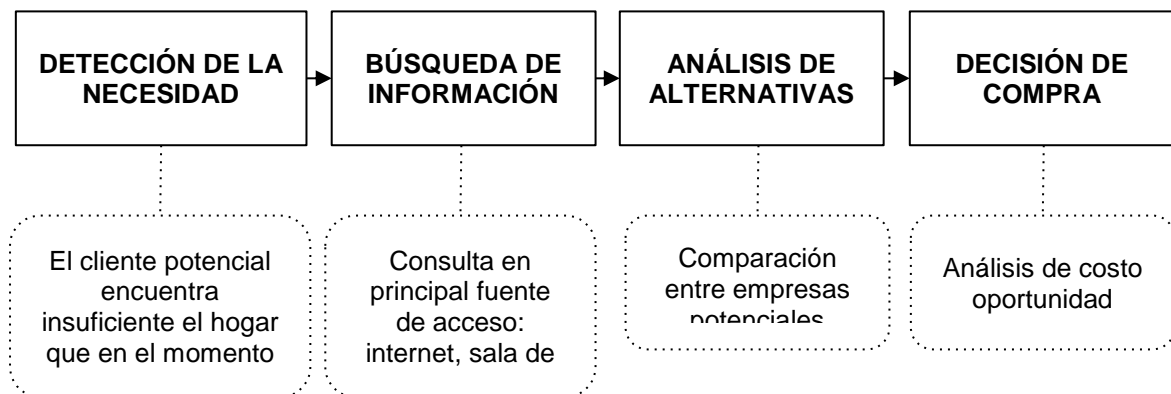 DETECCIÓN DE LA
NECESIDAD
BÚSQUEDA DE
INFORMACIÓN
ANÁLISIS DE
ALTERNATIVAS
DECISIÓN DE
COMPRA
El cliente potencial
encuentra
insuficiente el hogar
que en el momento
Consulta en
principal fuente
de acceso:
internet, sala de
Comparación
entre empresas
potenciales
Análisis de costo
oportunidad